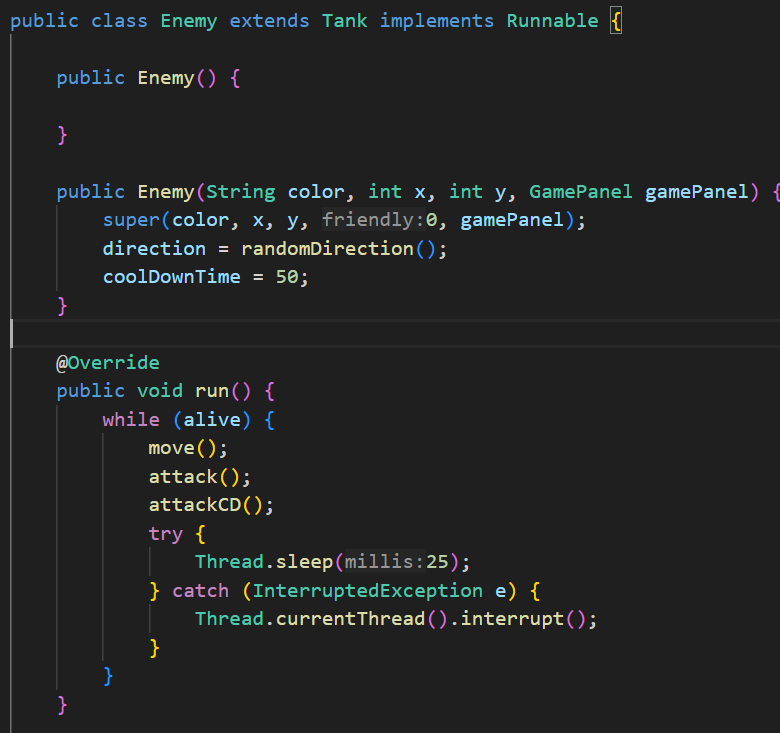 public class Enemy extends Tank implements Runnable {
public Enemy() {
}
public Enemy(String color, int x, int y, GamePanel gamePanel) {
super(color, x, y, friendly:0, gamePanel);
direction = randomDirection();
coolDownTime = 50;
}
@Override
public void run() {
while (alive) {
move();
attack();
attackCD();
try {
Thread.sleep(millis:25);
} catch (InterruptedException e) {
Thread.currentThread().interrupt();
}
}
}